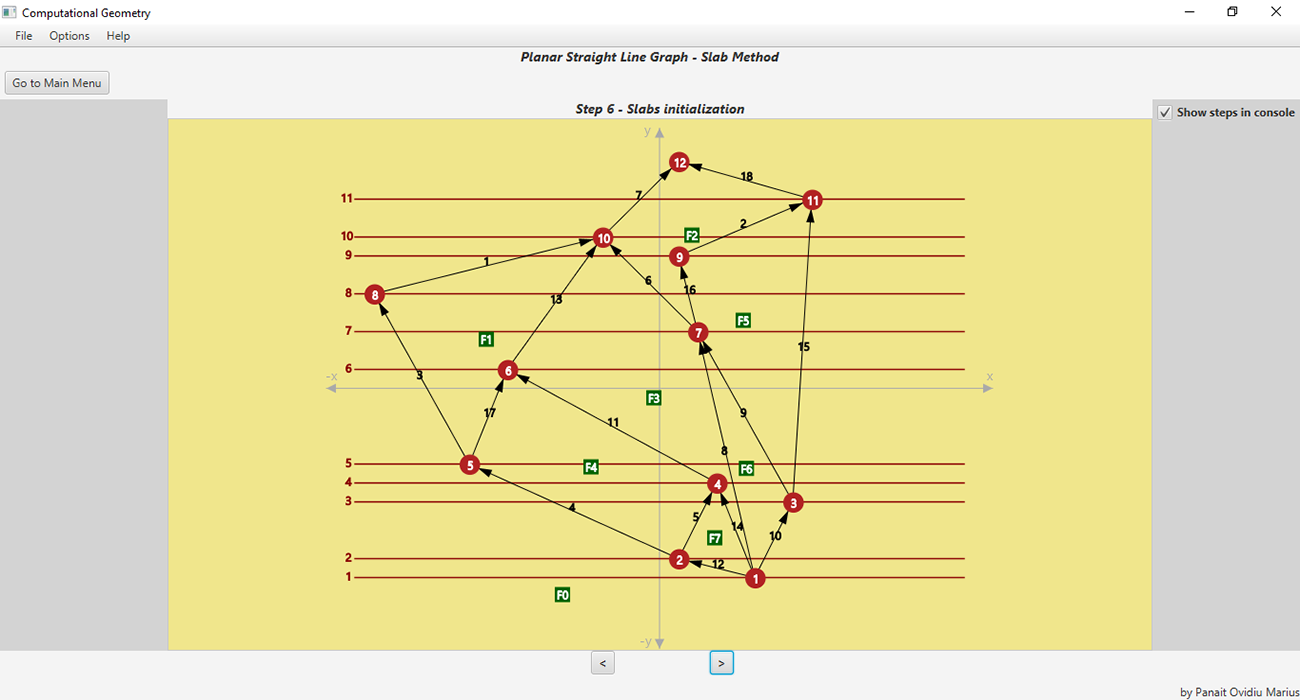 Computational Geometry
File Options Help
Planar Straight Line Graph - Slab Method
Go to Main Menu
Step 6 - Slabs initialization
Show steps in console
y
12
18
7
11
11
2
10
10
F2
9
9
1
6
16
8
8
13
F5
7
7
F1
15
6
6
3
-x
x
F3
17
9
11
8
5
5
F4
F6
4
4
3
3
4
5
14
10
F7
2
2
12
1
1
F0
-y
<
>
by Panait Ovidiu Marius